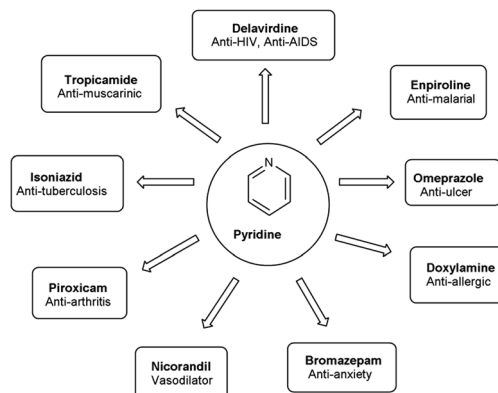 Delavirdine
Anti-HIV, Anti-AIDS
Tropicamide
Anti-muscarinic
Enpiroline
Anti-malarial
Isoniazid
Anti-tuberculosis
N
Pyridine
Omeprazole
Anti-ulcer
Piroxicam
Anti-arthritis
Doxylamine
Anti-allergic
Nicorandil
Vasodilator
Bromazepam
Anti-anxiety